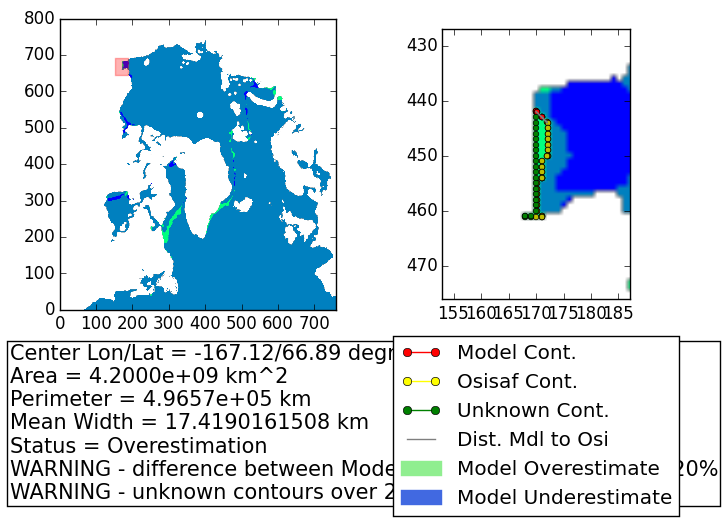 800
700
600
500
400
300
200
100
0
0 100 200 300 400 500 600 700
430
440
450
460
470
155 160 165 170 175 180 185
Center Lon/Lat = -167.12/66.89 degr
Area = 4.2000e+09 km^2
Perimeter = 4.9657e+05 km
Mean Width = 17.4190161508 km
Status = Overestimation
WARNING - difference between Mode 20%
WARNING - unknown contours over 2
Model Cont.
Osisaf Cont.
Unknown Cont.
Dist. Mdl to Osi
Model Overestimate
Model Underestimate